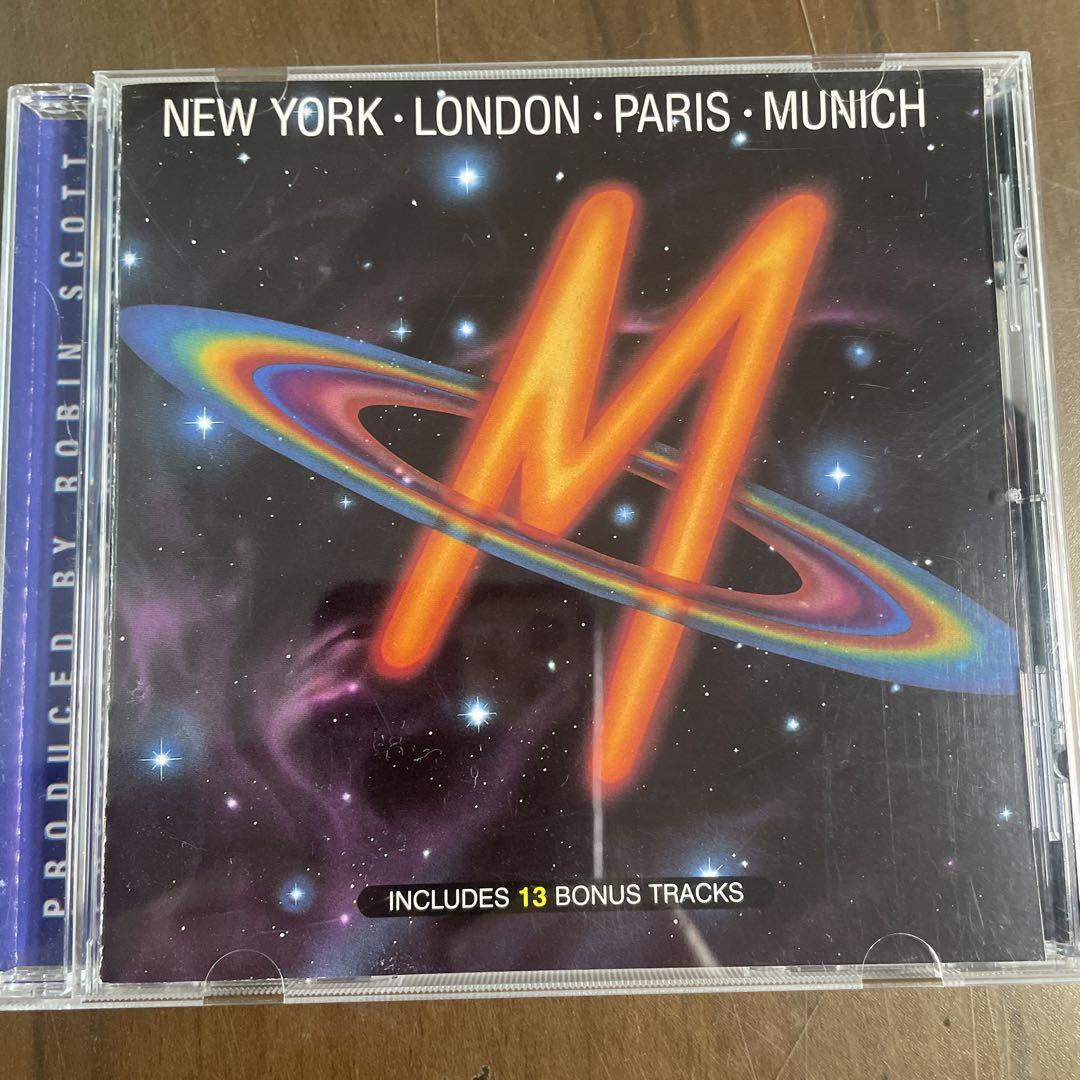 NEW YORK · LONDON · PARIS · MUNICH
M
INCLUDES 13 BONUS TRACKS
PRODUCED BY ROBIN SCOTT